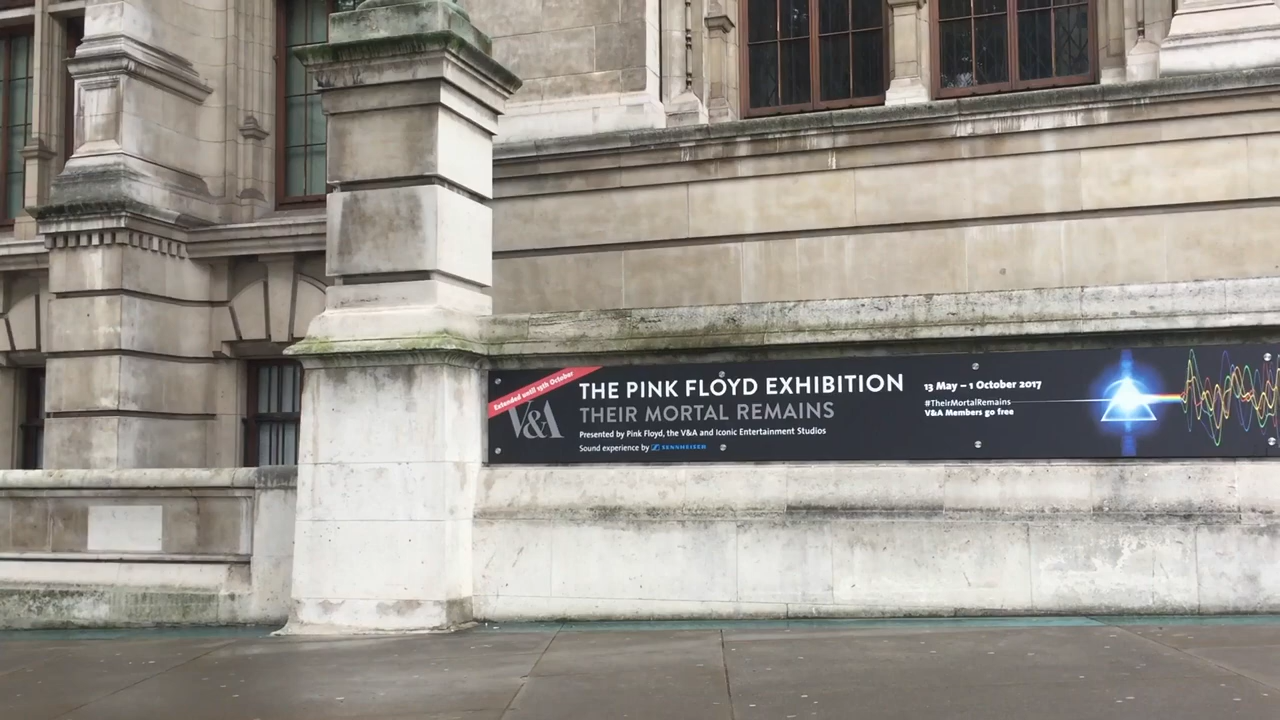 Extended until 15th October
V&A
THE PINK FLOYD EXHIBITION
THEIR MORTAL REMAINS
Presented by Pink Floyd, the V&A and Iconic Entertainment Studios
Sound experience by SENNHEISER
13 May – 1 October 2017
#TheirMortalRemains
V&A Members go free